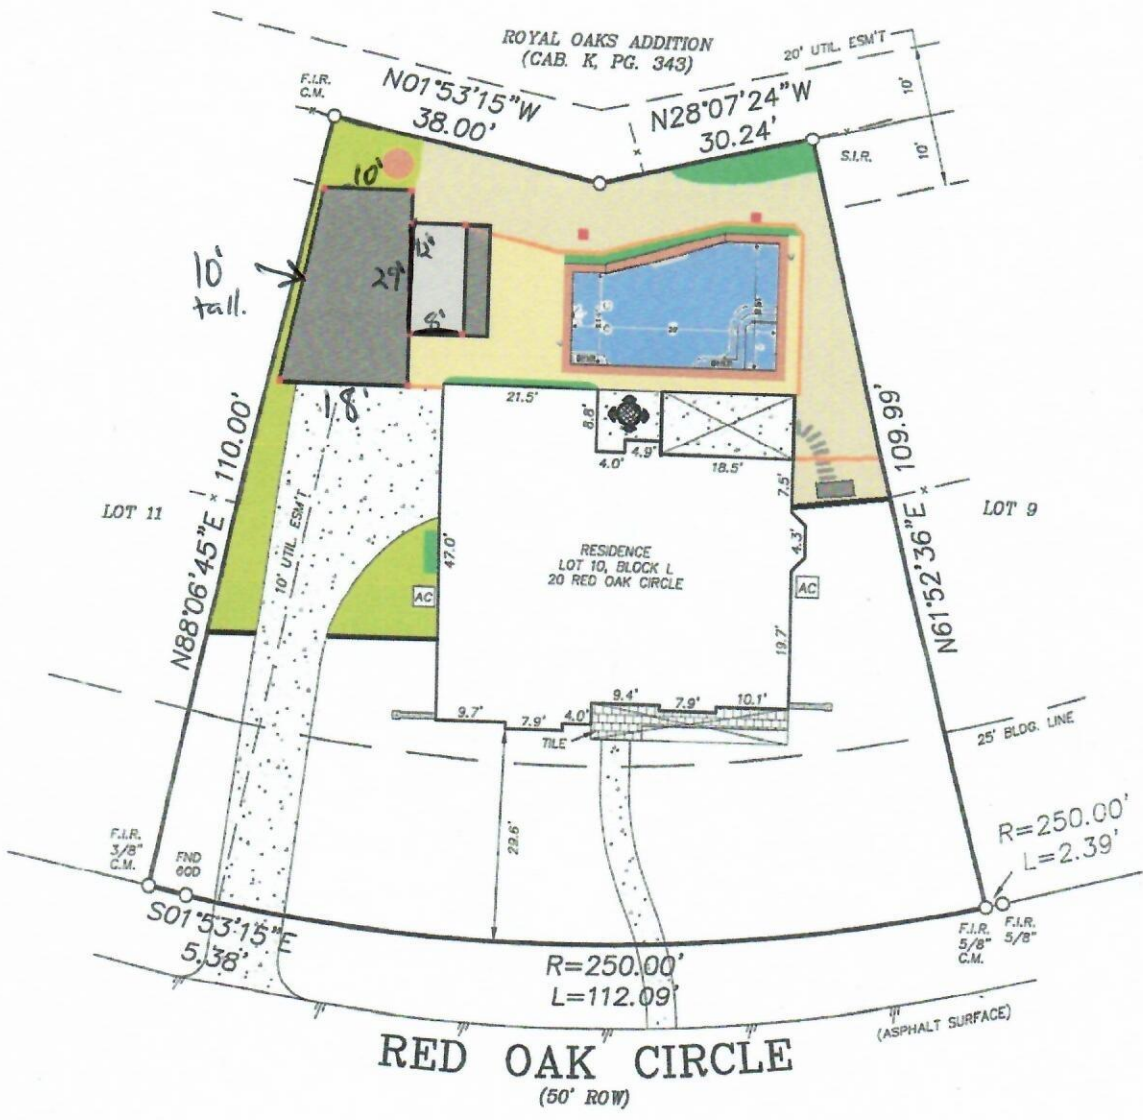 ROYAL OAKS ADDITION
(CAB. K, PG. 343)
20' UTIL. ESM'T
F.I.R.
C.M.
N01°53'15"W
38.00'
N28°07'24"W
30.24'
10'
10'
S.I.R.
10'
10'
tall.
12'
29'
8'
18'
21.5'
8.8'
4.0'
4.9'
18.5'
7.5'
N88°06'45"E
110.00'
109.99'
N61°52'36"E
LOT 11
LOT 9
10' UTIL. ESM'T
47.0'
4.3'
RESIDENCE
LOT 10, BLOCK L
20 RED OAK CIRCLE
AC
AC
19.7'
9.7'
7.9'
4.0'
9.4'
7.9'
10.1'
TILE
25' BLDG. LINE
29.6'
F.I.R.
3/8"
C.M.
FND
60D
S01°53'15"E
5.38'
R=250.00'
L=2.39'
F.I.R.
5/8"
C.M.
F.I.R.
5/8"
R=250.00'
L=112.09'
(ASPHALT SURFACE)
RED OAK CIRCLE
(50' ROW)